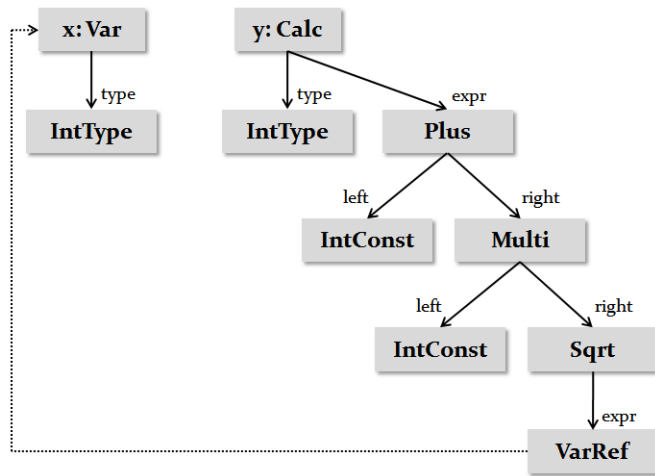 x: Var
y: Calc
type
type
expr
IntType
IntType
Plus
left
right
IntConst
Multi
left
right
IntConst
Sqrt
expr
VarRef